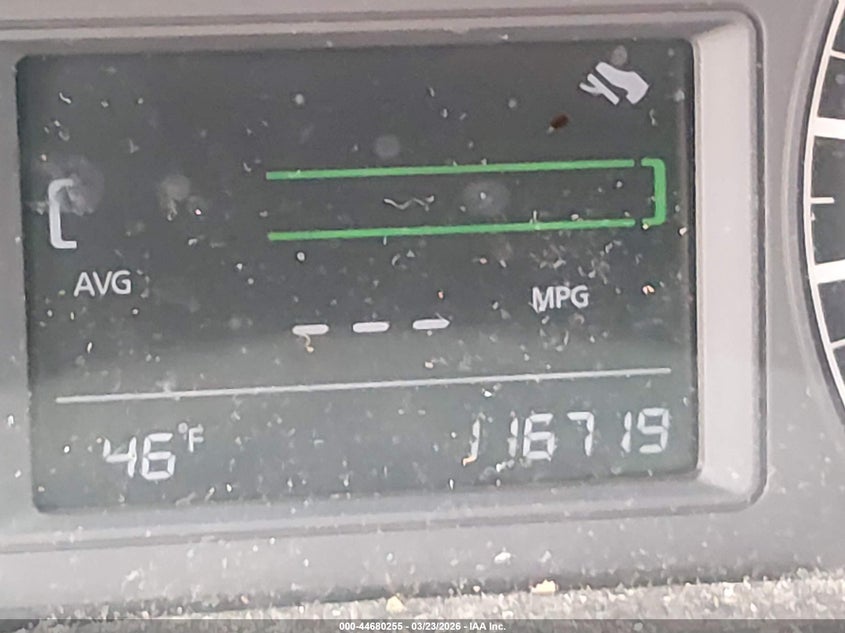 AVG
MPG
- - -
46°F
116719
000-44680255 - 03/23/2026 - IAA Inc.